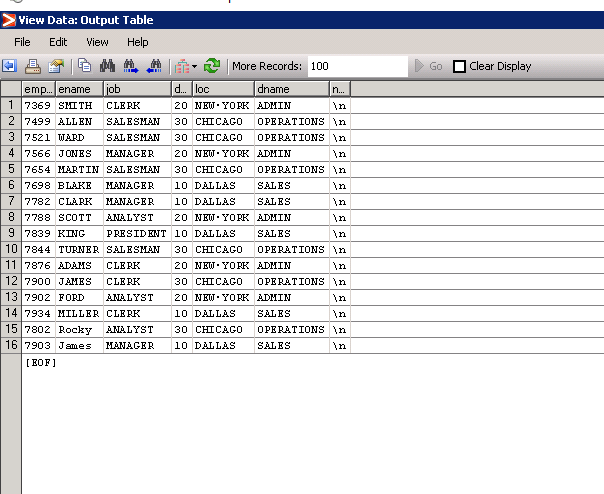 View Data: Output Table
File Edit View Help
More Records: 100 Go Clear Display
emp... ename job d... loc dname n...
1 7369 SMITH CLERK 20 NEW·YORK ADMIN \n
2 7499 ALLEN SALESMAN 30 CHICAGO OPERATIONS \n
3 7521 WARD SALESMAN 30 CHICAGO OPERATIONS \n
4 7566 JONES MANAGER 20 NEW·YORK ADMIN \n
5 7654 MARTIN SALESMAN 30 CHICAGO OPERATIONS \n
6 7698 BLAKE MANAGER 10 DALLAS SALES \n
7 7782 CLARK MANAGER 10 DALLAS SALES \n
8 7788 SCOTT ANALYST 20 NEW·YORK ADMIN \n
9 7839 KING PRESIDENT 10 DALLAS SALES \n
10 7844 TURNER SALESMAN 30 CHICAGO OPERATIONS \n
11 7876 ADAMS CLERK 20 NEW·YORK ADMIN \n
12 7900 JAMES CLERK 30 CHICAGO OPERATIONS \n
13 7902 FORD ANALYST 20 NEW·YORK ADMIN \n
14 7934 MILLER CLERK 10 DALLAS SALES \n
15 7802 Rocky ANALYST 30 CHICAGO OPERATIONS \n
16 7903 James MANAGER 10 DALLAS SALES \n
[EOF]